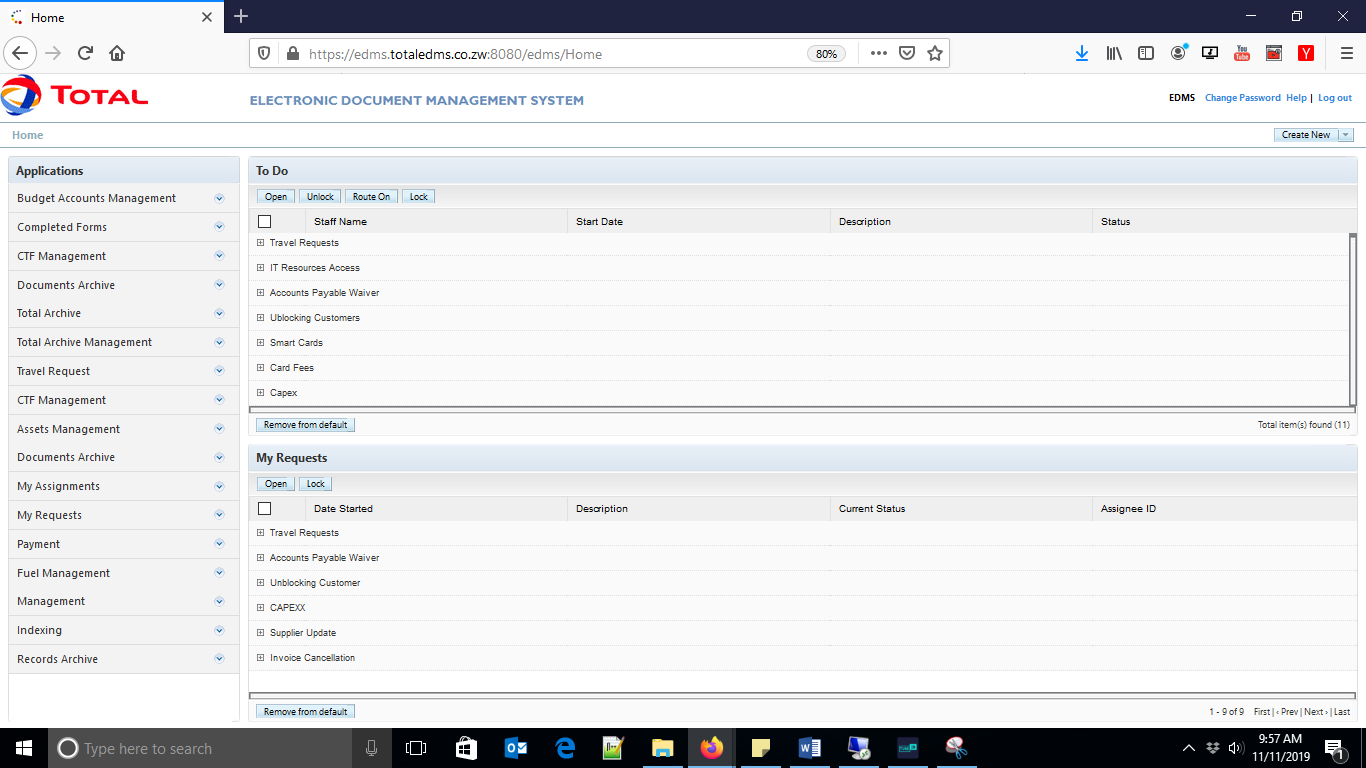 Home
https://edms.totaledms.co.zw:8080/edms/Home 80%
You Tube
Y
TOTAL
ELECTRONIC DOCUMENT MANAGEMENT SYSTEM
EDMS Change Password Help | Log out
Home
Create New
Applications
Budget Accounts Management
Completed Forms
CTF Management
Documents Archive
Total Archive
Total Archive Management
Travel Request
CTF Management
Assets Management
Documents Archive
My Assignments
My Requests
Payment
Fuel Management
Management
Indexing
Records Archive
To Do
Open Unlock Route On Lock
Staff Name Start Date Description Status
Travel Requests
IT Resources Access
Accounts Payable Waiver
Ublocking Customers
Smart Cards
Card Fees
Capex
Remove from default Total item(s) found (11)
My Requests
Open Lock
Date Started Description Current Status Assignee ID
Travel Requests
Accounts Payable Waiver
Unblocking Customer
CAPEXX
Supplier Update
Invoice Cancellation
Remove from default 1 - 9 of 9 First | ‹ Prev | Next › | Last
Type here to search
9:57 AM
11/11/2019
1